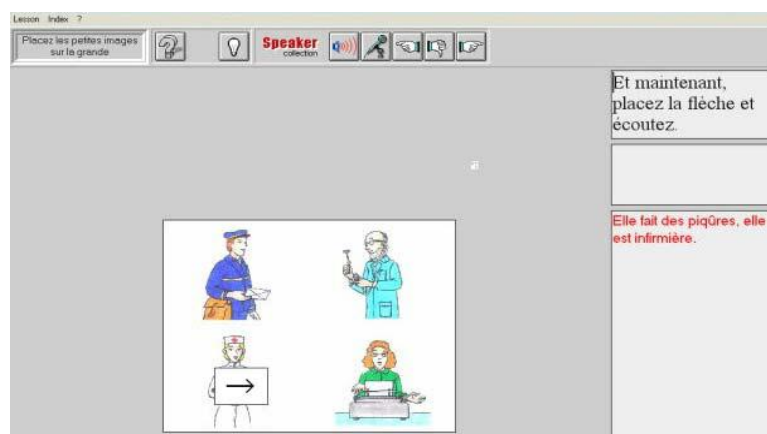 Lesson Index ?
Placez les petites images
sur la grande
Speaker
collection
Et maintenant,
placez la flèche et
écoutez.
Elle fait des piqûres, elle
est infirmière.